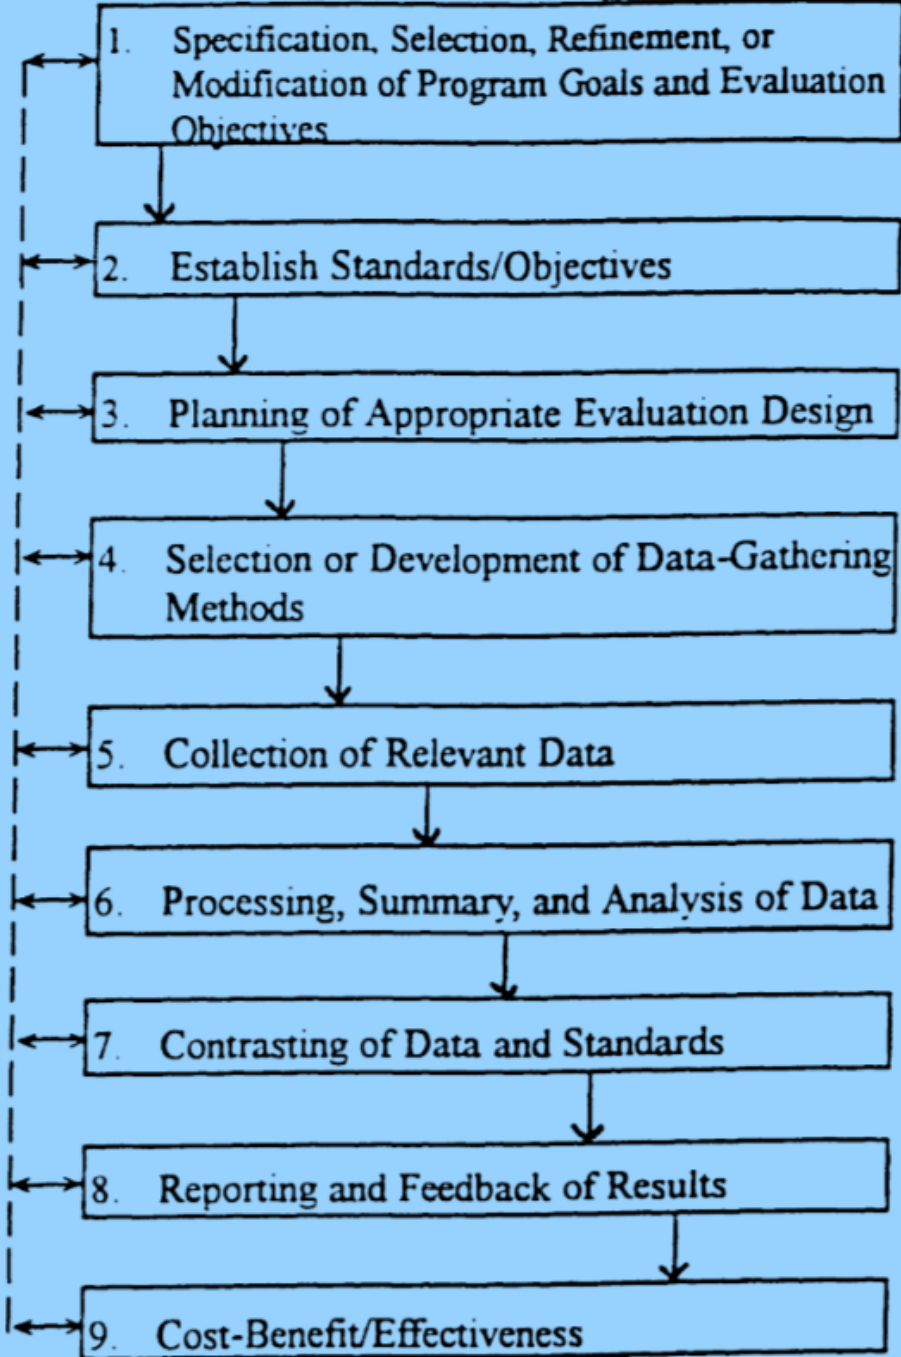 1. Specification, Selection, Refinement, or
Modification of Program Goals and Evaluation
Objectives
2. Establish Standards/Objectives
3. Planning of Appropriate Evaluation Design
4. Selection or Development of Data-Gathering
Methods
5. Collection of Relevant Data
6. Processing, Summary, and Analysis of Data
7. Contrasting of Data and Standards
8. Reporting and Feedback of Results
9. Cost-Benefit/Effectiveness